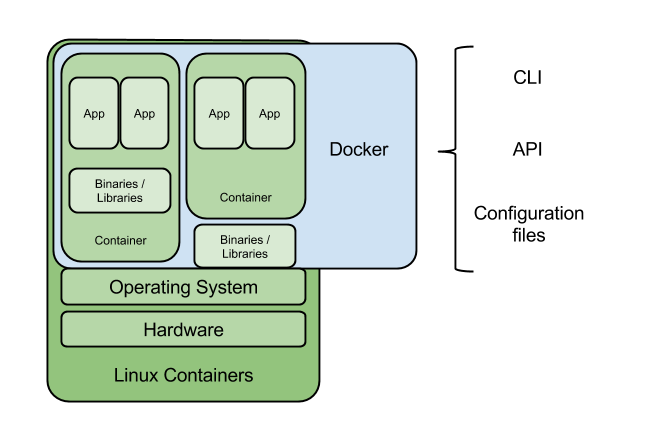 App
App
App
App
Binaries /
Libraries
Container
Container
Binaries /
Libraries
Docker
Operating System
Hardware
Linux Containers
CLI
API
Configuration
files